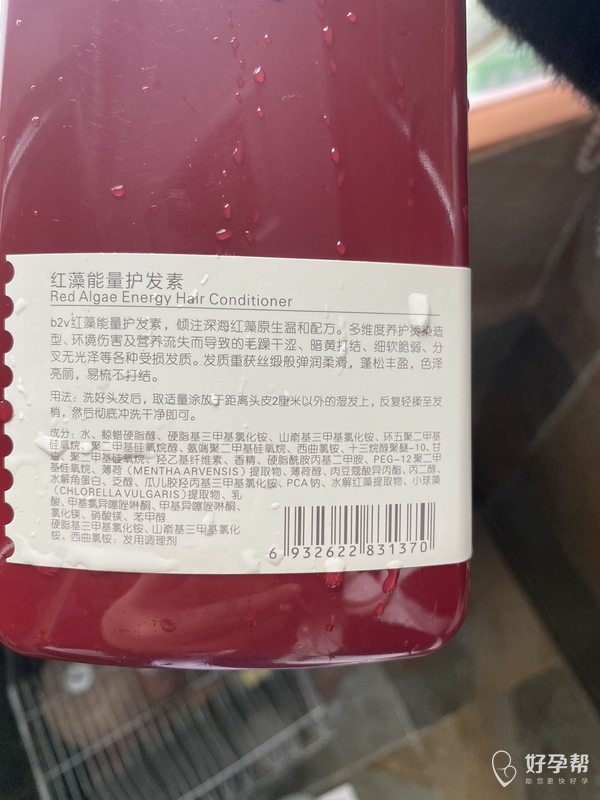 红藻能量护发素
Red Algae Energy Hair Conditioner
b2v红藻能量护发素，倾注深海红藻原生温和配方。多维度养护烫染造
型、环境伤害及营养流失而导致的毛躁干涩、暗黄打结、细软脆弱、分
叉无光泽等各种受损发质。发质重获丝缎般弹润柔滑，蓬松丰盈，色泽
亮丽，易梳不打结。
用法：洗好头发后，取适量涂放于距离头皮2厘米以外的湿发上，反复轻揉至发
梢，然后彻底冲洗干净即可。
成分：水、鲸蜡硬脂醇、硬脂基三甲基氯化铵、山嵛基三甲基氯化铵、环五聚二甲基
硅氧烷、聚二甲基硅氧烷醇、氨端聚二甲基硅氧烷、西曲氯铵、十三烷醇聚醚-10、甘
油、聚二甲基硅氧烷、羟乙基纤维素、香精、硬脂酰胺丙基二甲胺、PEG-12聚二甲
基硅氧烷、薄荷（MENTHA ARVENSIS）提取物、薄荷醇、肉豆蔻酸异丙酯、丙二醇、
水解角蛋白、泛醇、瓜儿胶羟丙基三甲基氯化铵、PCA钠、水解红藻提取物、小球藻
（CHLORELLA VULGARIS）提取物、乳
酸、甲基氯异噻唑啉酮、甲基异噻唑啉酮、
氯化镁、硝酸镁、苯甲醇
硬脂基三甲基氯化铵、山嵛基三甲基氯化
铵、西曲氯铵：发用调理剂
6 932622 831370
好孕帮
助您更快好孕